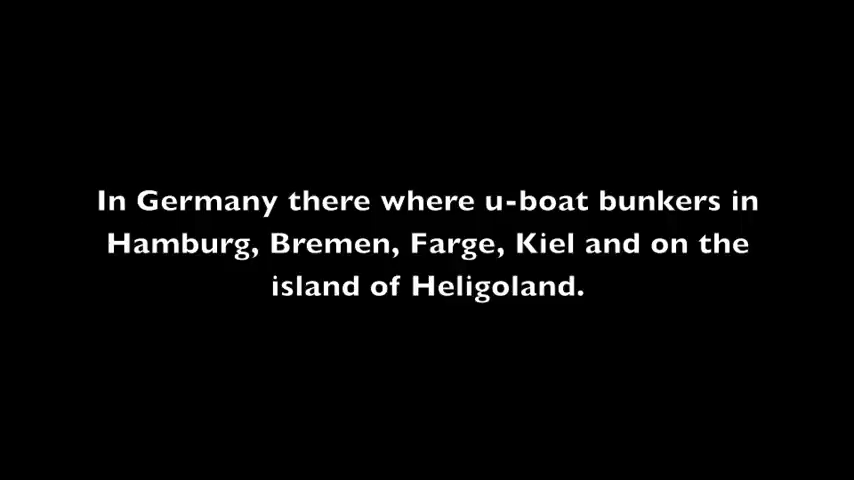 In Germany there where u-boat bunkers in
Hamburg, Bremen, Farge, Kiel and on the
island of Heligoland.